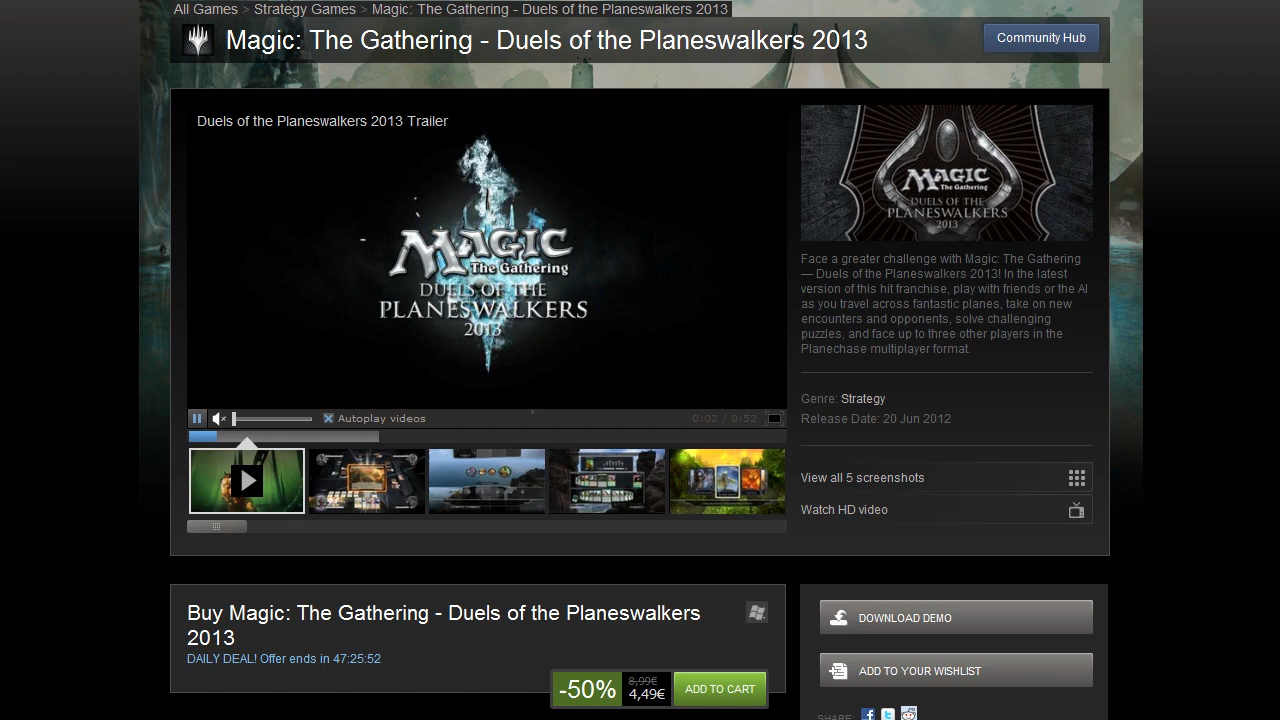 All Games > Strategy Games > Magic: The Gathering - Duels of the Planeswalkers 2013
Magic: The Gathering - Duels of the Planeswalkers 2013
Community Hub
Duels of the Planeswalkers 2013 Trailer
MAGIC
The Gathering
DUELS OF THE
PLANESWALKERS
2013
Autoplay videos
0:02 / 0:52
MAGIC
The Gathering
DUELS OF THE
PLANESWALKERS
2013
Face a greater challenge with Magic: The Gathering
— Duels of the Planeswalkers 2013! In the latest
version of this hit franchise, play with friends or the AI
as you travel across fantastic planes, take on new
encounters and opponents, solve challenging
puzzles, and face up to three other players in the
Planechase multiplayer format.
Genre: Strategy
Release Date: 20 Jun 2012
View all 5 screenshots
Watch HD video
Buy Magic: The Gathering - Duels of the Planeswalkers
2013
DAILY DEAL! Offer ends in 47:25:52
-50%
8,99€
4,49€
ADD TO CART
DOWNLOAD DEMO
ADD TO YOUR WISHLIST
SHARE: